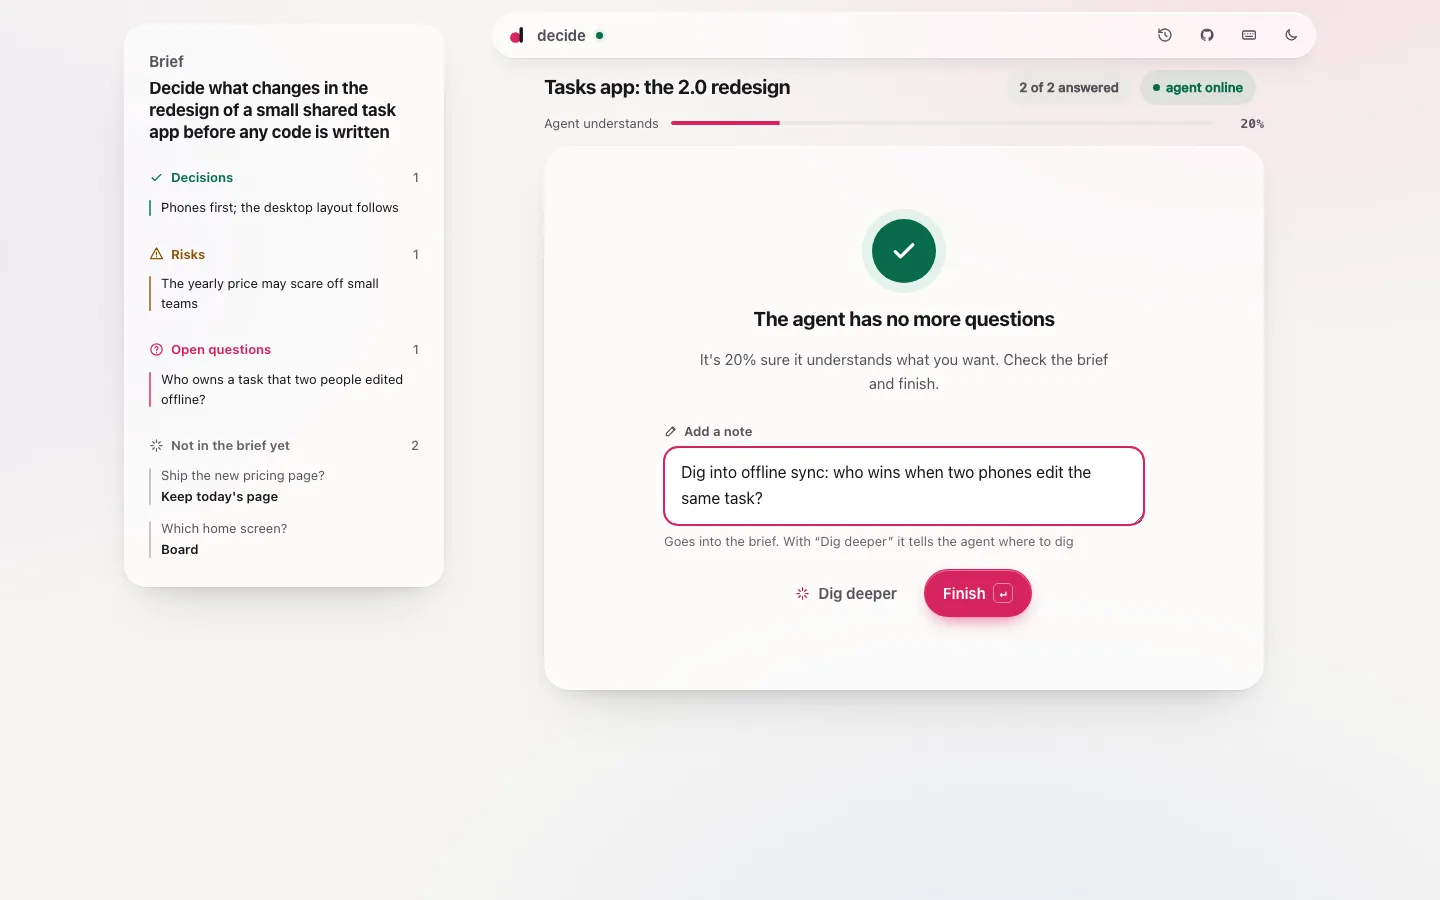 Brief
Decide what changes in the
redesign of a small shared task
app before any code is written
Decisions 1
Phones first; the desktop layout follows
Risks 1
The yearly price may scare off small
teams
Open questions 1
Who owns a task that two people edited
offline?
Not in the brief yet 2
Ship the new pricing page?
Keep today's page
Which home screen?
Board
decide
Tasks app: the 2.0 redesign
2 of 2 answered
agent online
Agent understands
20%
The agent has no more questions
It's 20% sure it understands what you want. Check the brief
and finish.
Add a note
Dig into offline sync: who wins when two phones edit the
same task?
Goes into the brief. With “Dig deeper” it tells the agent where to dig
Dig deeper
Finish ↵